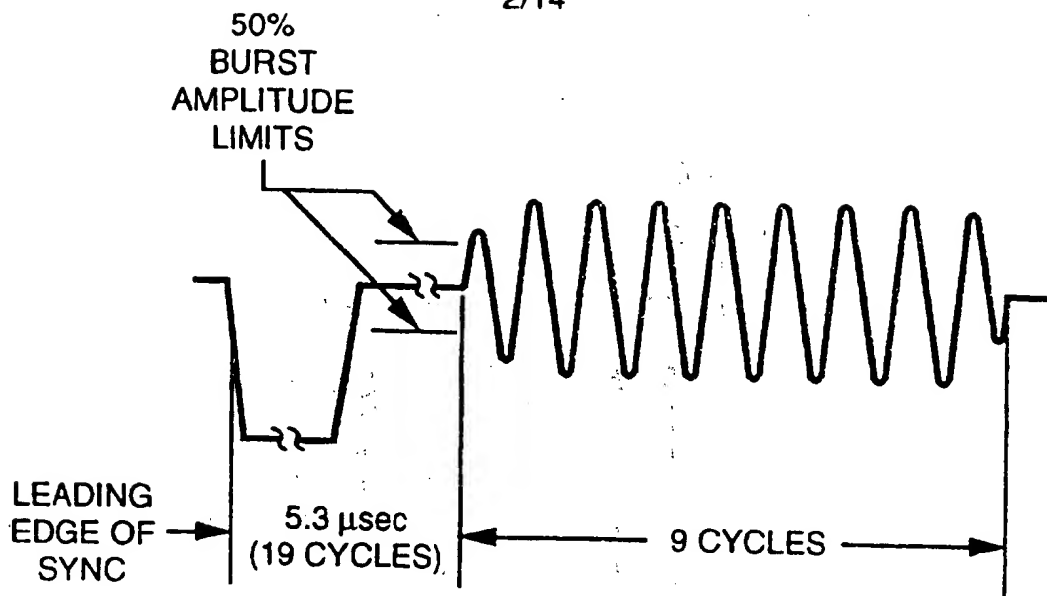 2/14
50%
BURST
AMPLITUDE
LIMITS
LEADING
EDGE OF
SYNC
5.3 μsec
(19 CYCLES)
9 CYCLES